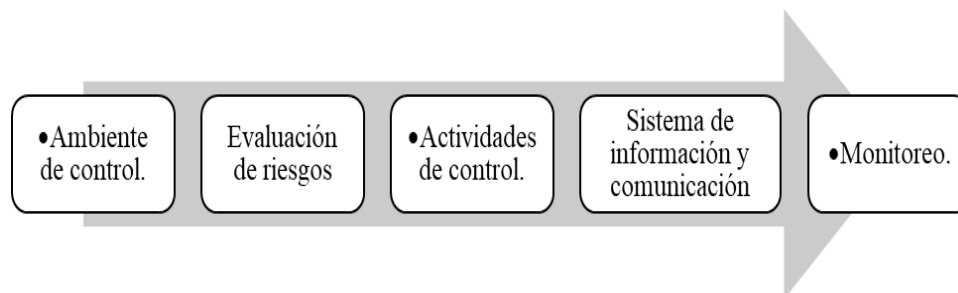 •Ambiente
de control.
Evaluación
de riesgos
•Actividades
de control.
Sistema de
información y
comunicación
•Monitoreo.